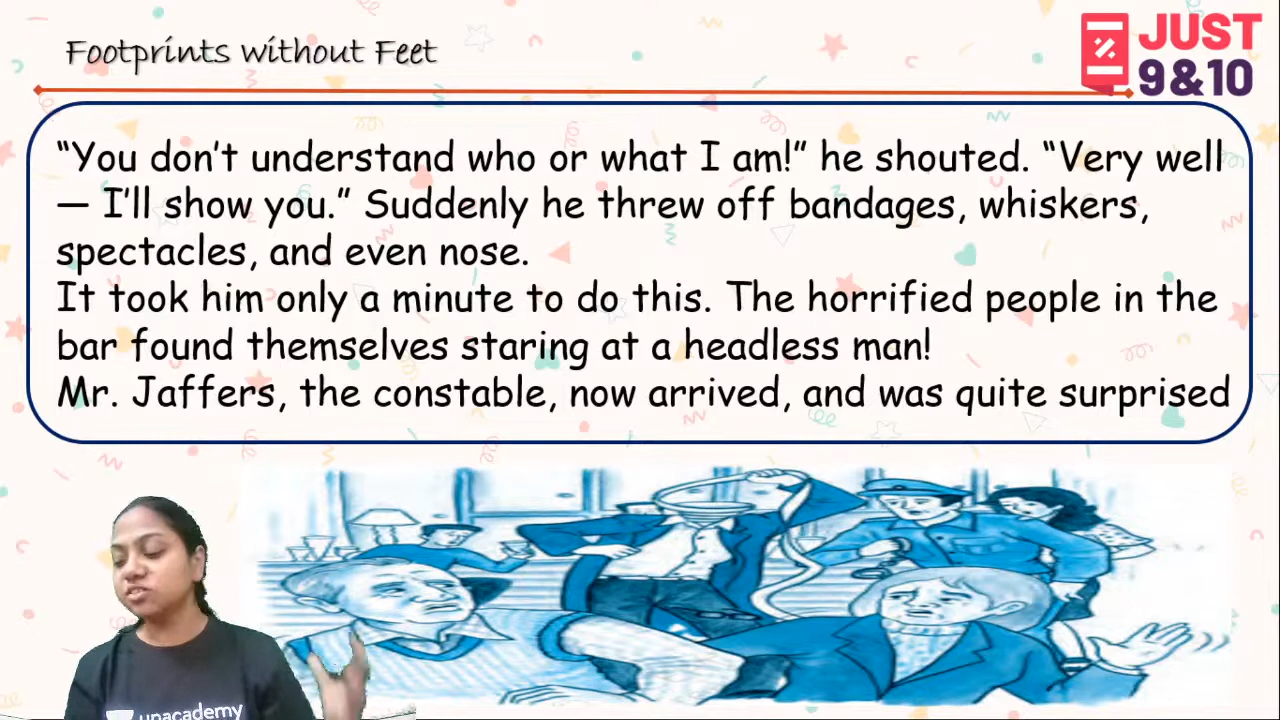 Footprints without Feet
JUST
9&10
“You don’t understand who or what I am!” he shouted. “Very well
— I’ll show you.” Suddenly he threw off bandages, whiskers,
spectacles, and even nose.
It took him only a minute to do this. The horrified people in the
bar found themselves staring at a headless man!
Mr. Jaffers, the constable, now arrived, and was quite surprised
unacademy